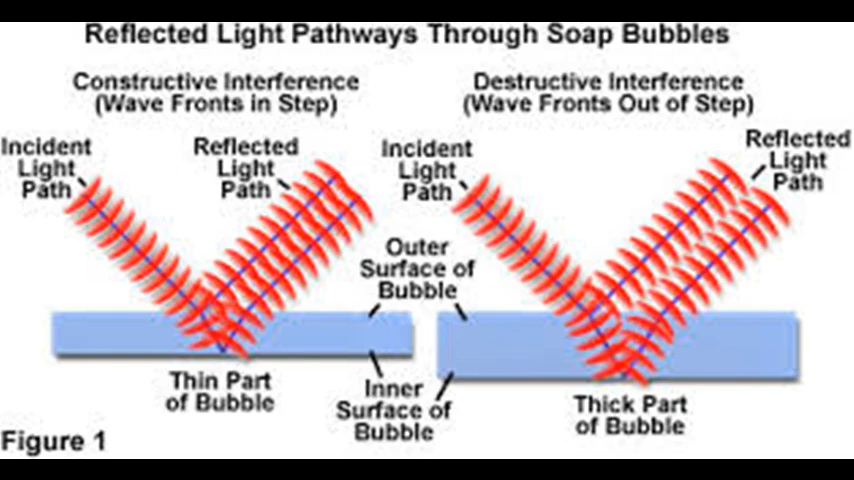 Reflected Light Pathways Through Soap Bubbles
Constructive Interference
(Wave Fronts in Step)
Destructive Interference
(Wave Fronts Out of Step)
Incident
Light
Path
Reflected
Light
Path
Incident
Light
Path
Reflected
Light
Path
Outer
Surface of
Bubble
Thin Part
of Bubble
Inner
Surface of
Bubble
Thick Part
of Bubble
Figure 1